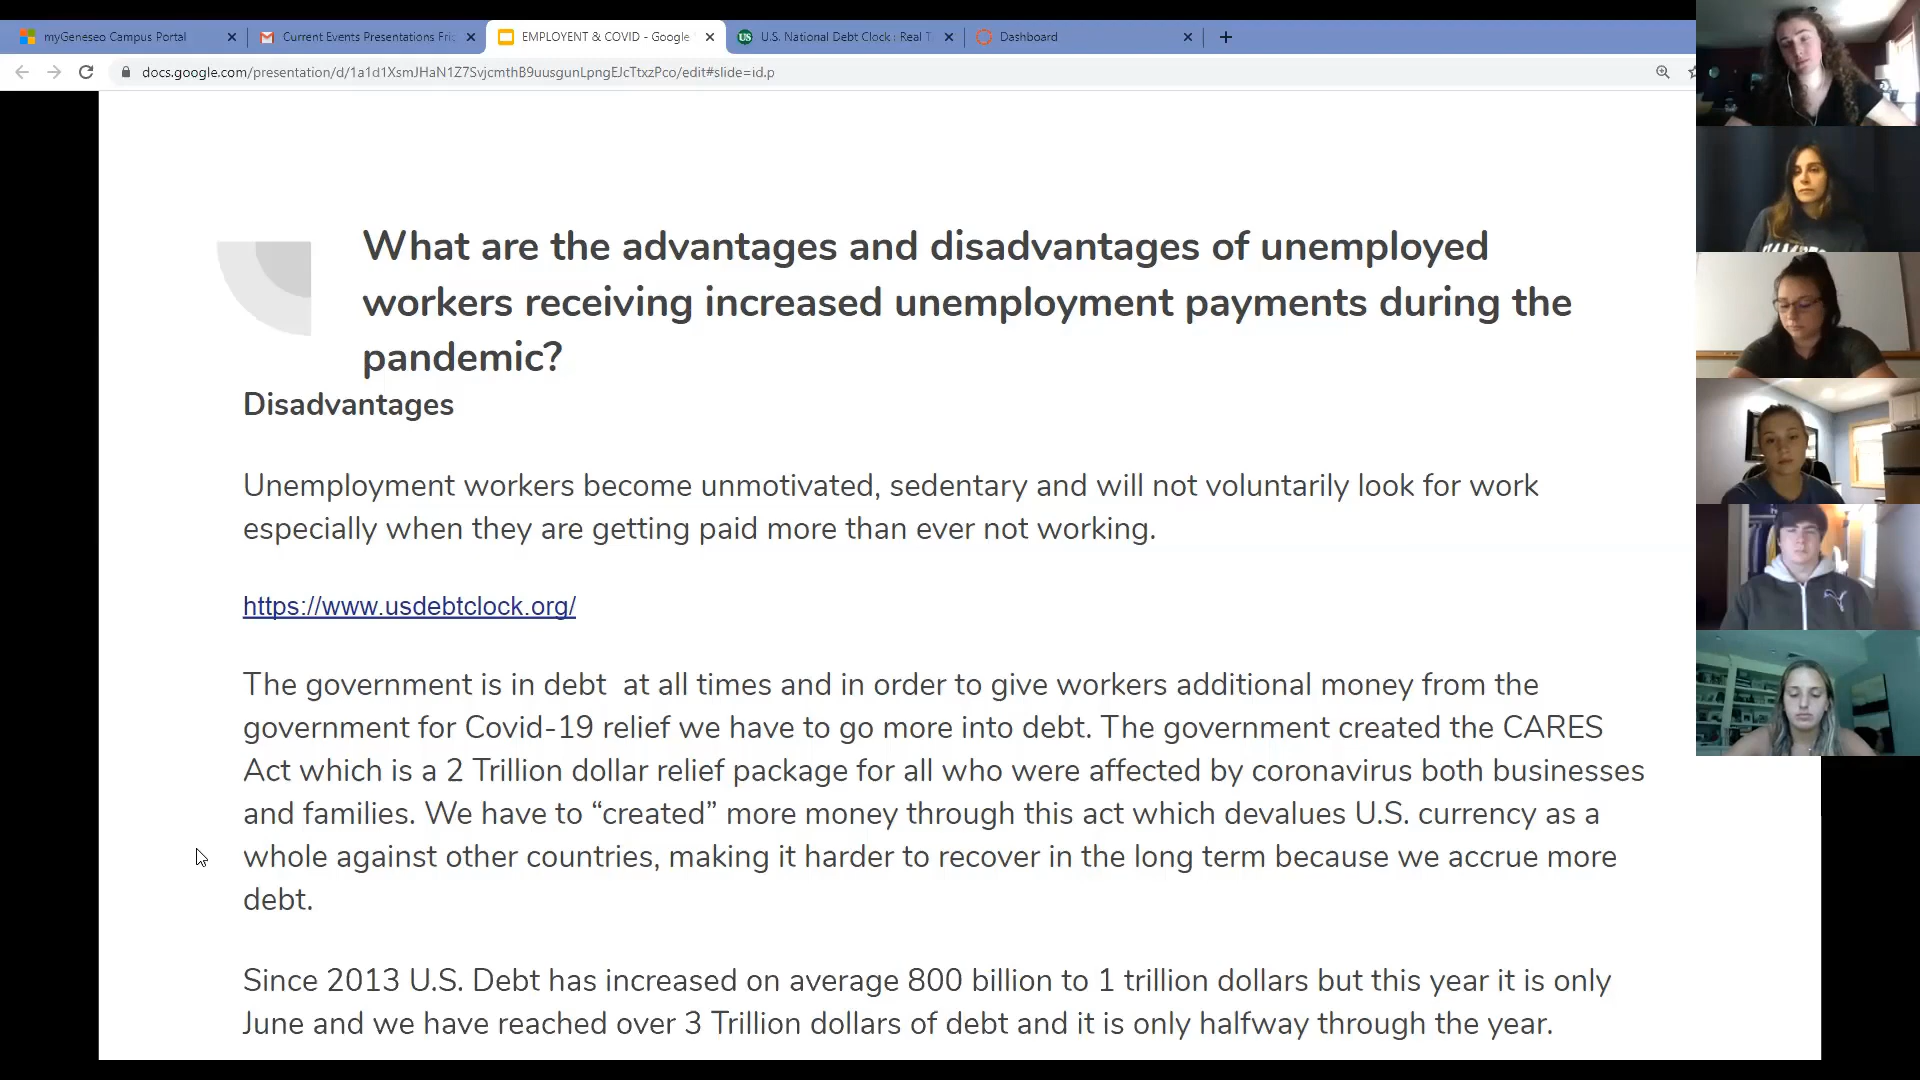 myGeneseo Campus Portal
Current Events Presentations Fri
EMPLOYENT & COVID - Google
U.S. National Debt Clock : Real T
Dashboard
docs.google.com/presentation/d/1a1d1XsmJHaN1Z7SvjcmthB9uusgunLpngEJcTtxzPco/edit#slide=id.p
What are the advantages and disadvantages of unemployed
workers receiving increased unemployment payments during the
pandemic?
Disadvantages
Unemployment workers become unmotivated, sedentary and will not voluntarily look for work
especially when they are getting paid more than ever not working.
https://www.usdebtclock.org/
The government is in debt at all times and in order to give workers additional money from the
government for Covid-19 relief we have to go more into debt. The government created the CARES
Act which is a 2 Trillion dollar relief package for all who were affected by coronavirus both businesses
and families. We have to “created” more money through this act which devalues U.S. currency as a
whole against other countries, making it harder to recover in the long term because we accrue more
debt.
Since 2013 U.S. Debt has increased on average 800 billion to 1 trillion dollars but this year it is only
June and we have reached over 3 Trillion dollars of debt and it is only halfway through the year.